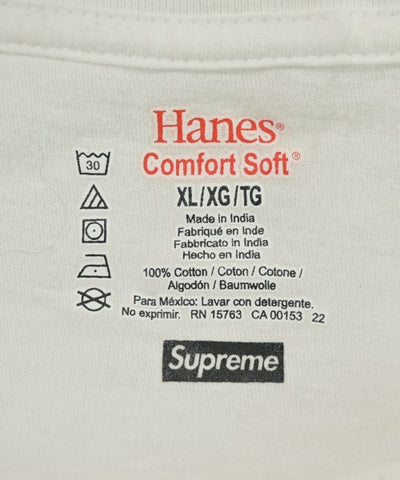 Hanes®
Comfort Soft®
30
XL/XG/TG
Made in India
Fabriqué en Inde
Fabbricato in India
Hecho en India
100% Cotton / Coton / Cotone /
Algodón / Baumwolle
Para México: Lavar con detergente.
No exprimir. RN 15763 CA 00153 22
Supreme